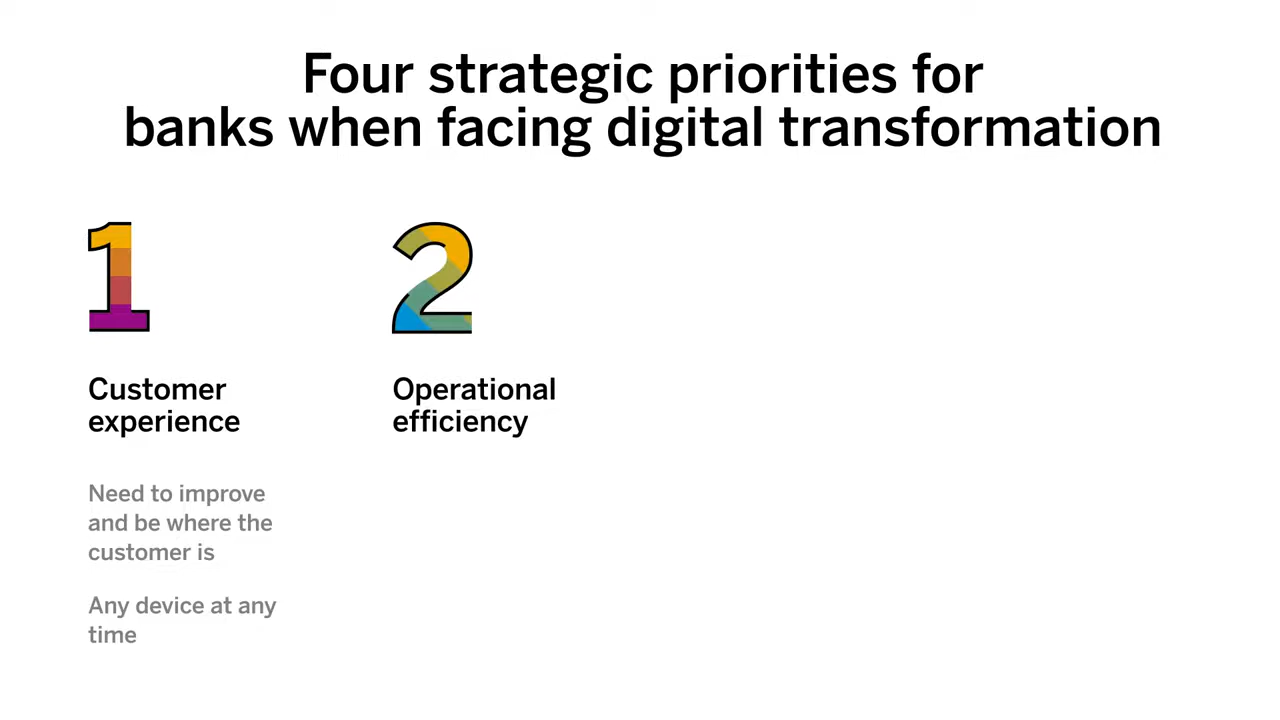 Four strategic priorities for
banks when facing digital transformation
1
Customer
experience
Need to improve
and be where the
customer is
Any device at any
time
2
Operational
efficiency